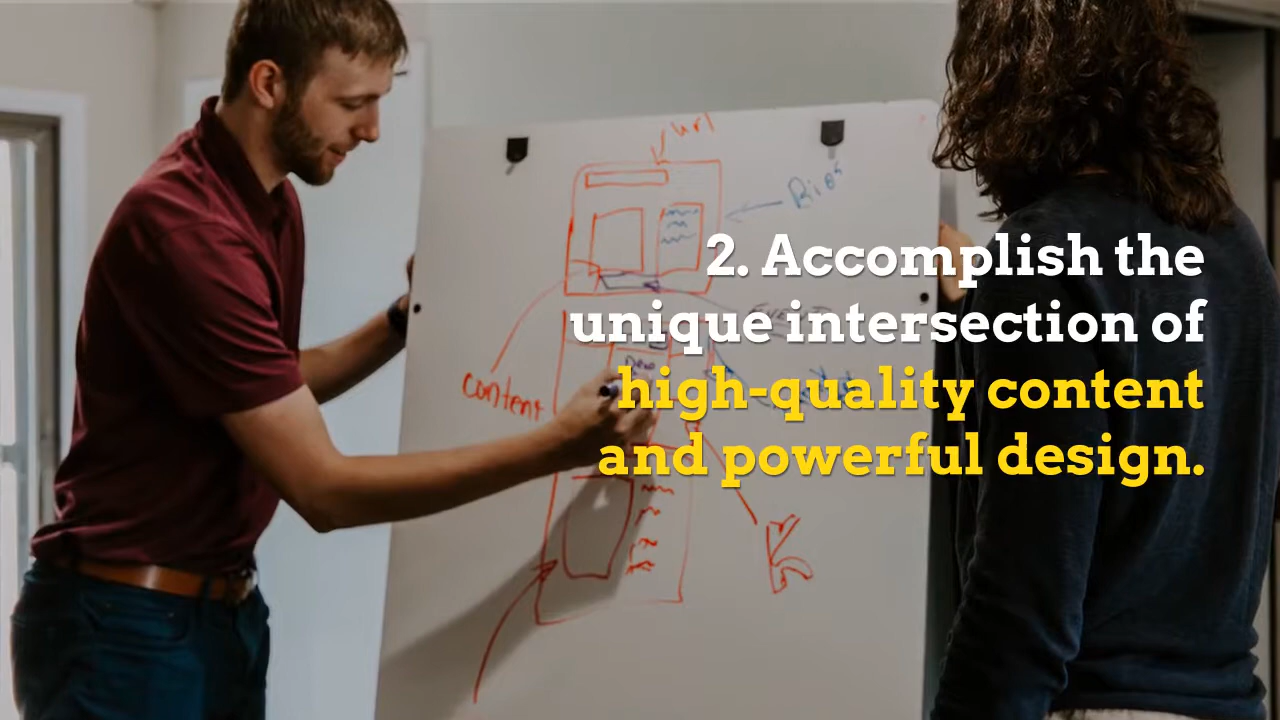 url
Bios
2. Accomplish the
unique intersection of
high-quality content
and powerful design.
content